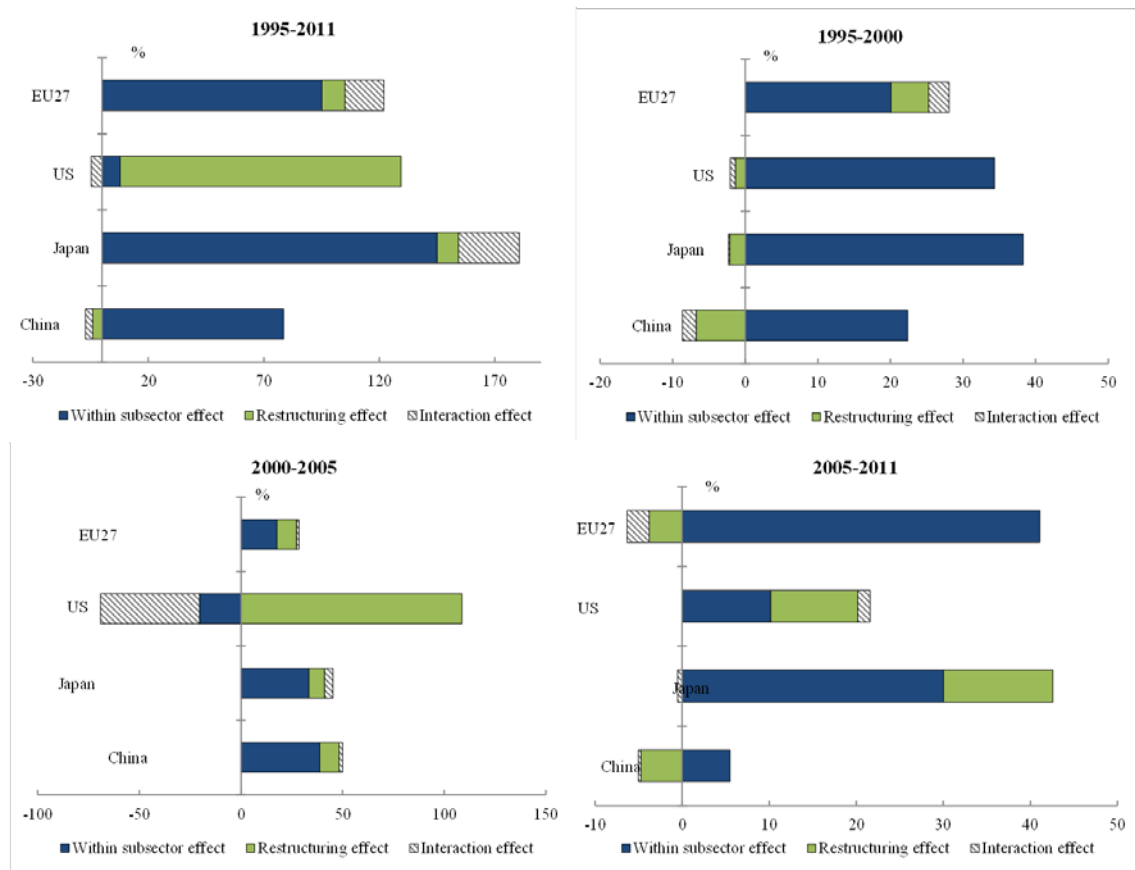 1995-2011
%
EU27
US
Japan
China
-30 20 70 120 170
Within subsector effect Restructuring effect Interaction effect
1995-2000
%
EU27
US
Japan
China
-20 -10 0 10 20 30 40 50
Within subsector effect Restructuring effect Interaction effect
2000-2005
%
EU27
US
Japan
China
-100 -50 0 50 100 150
Within subsector effect Restructuring effect Interaction effect
2005-2011
%
EU27
US
Japan
China
-10 0 10 20 30 40 50
Within subsector effect Restructuring effect Interaction effect